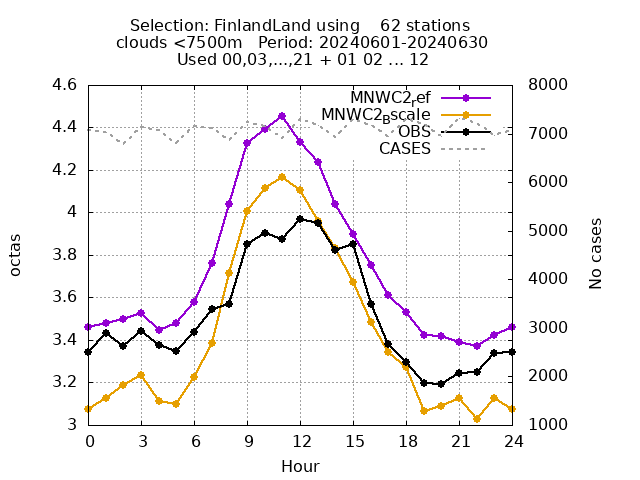 Selection: FinlandLand using    62 stations
clouds <7500m   Period: 20240601-20240630
Used 00,03,...,21 + 01 02 ... 12
4.6
4.4
4.2
4
3.8
3.6
3.4
3.2
3
octas
MNWC2ref
MNWC2Bscale
OBS
CASES
8000
7000
6000
5000
4000
3000
2000
1000
No cases
0 3 6 9 12 15 18 21 24
Hour